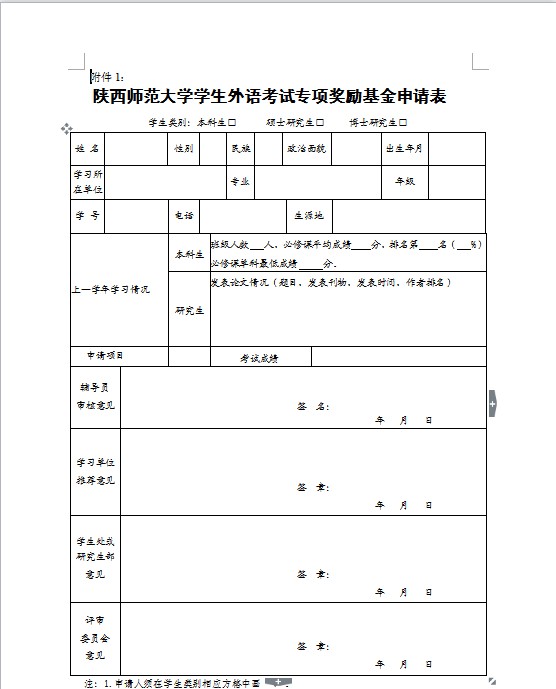 附件1：
陕西师范大学学生外语考试专项奖励基金申请表
学生类别：本科生□ 硕士研究生□ 博士研究生□
姓 名 性别 民族 政治面貌 出生年月
学习所
在单位 专业 年级
学 号 电话 生源地
上一学年学习情况
本科生
班级人数___人，必修课平均成绩____分，排名第____名（___%）
必修课单科最低成绩_____分．
研究生
发表论文情况（题目，发表刊物，发表时间，作者排名）
申请项目 考试成绩
辅导员
审核意见
签 名：
年 月 日
学习单位
推荐意见
签 章：
年 月 日
学生处或
研究生部
意见
签 章：
年 月 日
评审
委员会
意见
签 章：
年 月 日
注：1.申请人须在学生类别相应方格中画